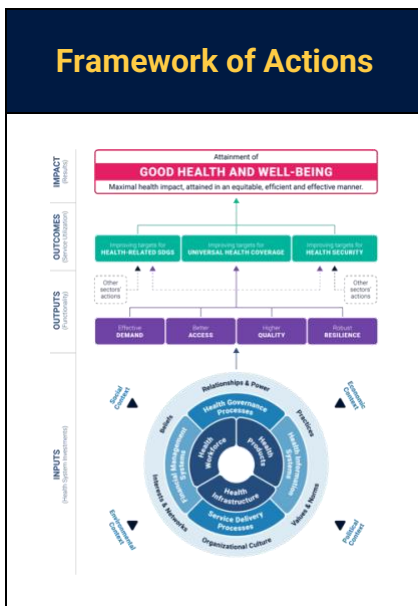 Framework of Actions
IMPACT
(Results)
Attainment of
GOOD HEALTH AND WELL-BEING
Maximal health impact, attained in an equitable, efficient and effective manner.
OUTCOMES
(Service Utilization)
Improving targets for
HEALTH-RELATED SDGS
Improving targets for
UNIVERSAL HEALTH COVERAGE
Improving targets for
HEALTH SECURITY
Other
sectors'
actions
Other
sectors'
actions
OUTPUTS
(Functionality)
Effective
DEMAND
Better
ACCESS
Higher
QUALITY
Robust
RESILIENCE
INPUTS
(Health System Investments)
Social
Context
Economic
Context
Relationships & Power
Beliefs
Practices
Health Governance
Processes
Financial Management
Systems
Health Information
Systems
Health
Workforce
Health
Products
Health
Infrastructure
Service Delivery
Processes
Interests & Networks
Values & Norms
Organizational Culture
Environmental
Context
Political
Context